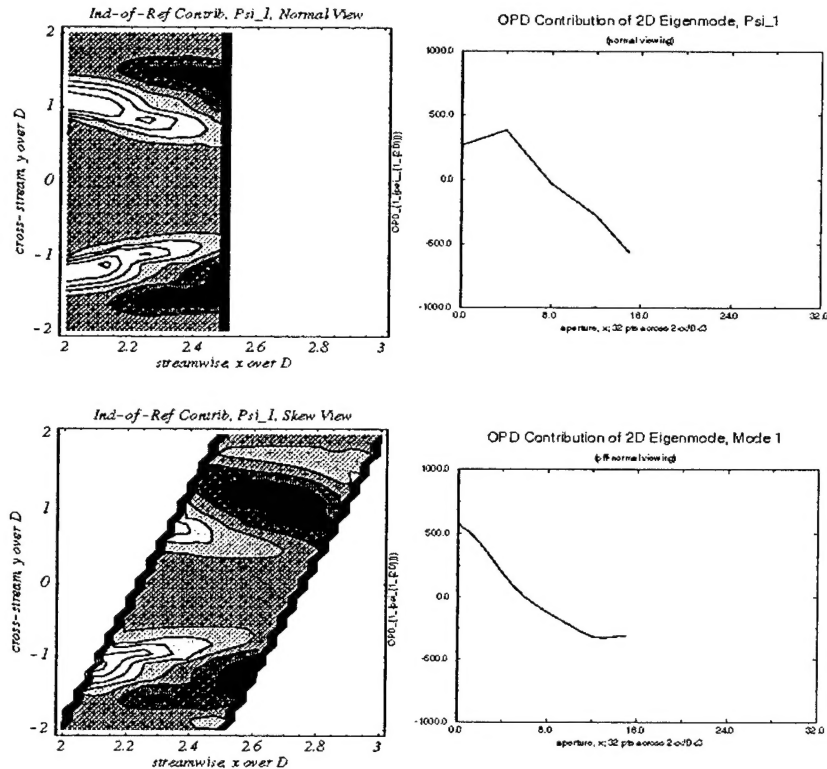 Ind-of-Ref Contrib, Psi_1, Normal View
2
1
0
-1
-2
cross-stream, y over D
2 2.2 2.4 2.6 2.8 3
streamwise, x over D
OPD Contribution of 2D Eigenmode, Psi_1
(normal viewing)
1000.0
500.0
0.0
-500.0
-1000.0
0.0 8.0 16.0 24.0 32.0
aperture, x; 32 pts across
Ind-of-Ref Contrib, Psi_1, Skew View
2
1
0
-1
-2
cross-stream, y over D
2 2.2 2.4 2.6 2.8 3
streamwise, x over D
OPD Contribution of 2D Eigenmode, Mode 1
(off-normal viewing)
1000.0
500.0
0.0
-500.0
-1000.0
0.0 8.0 16.0 24.0 32.0
aperture, x; 32 pts across